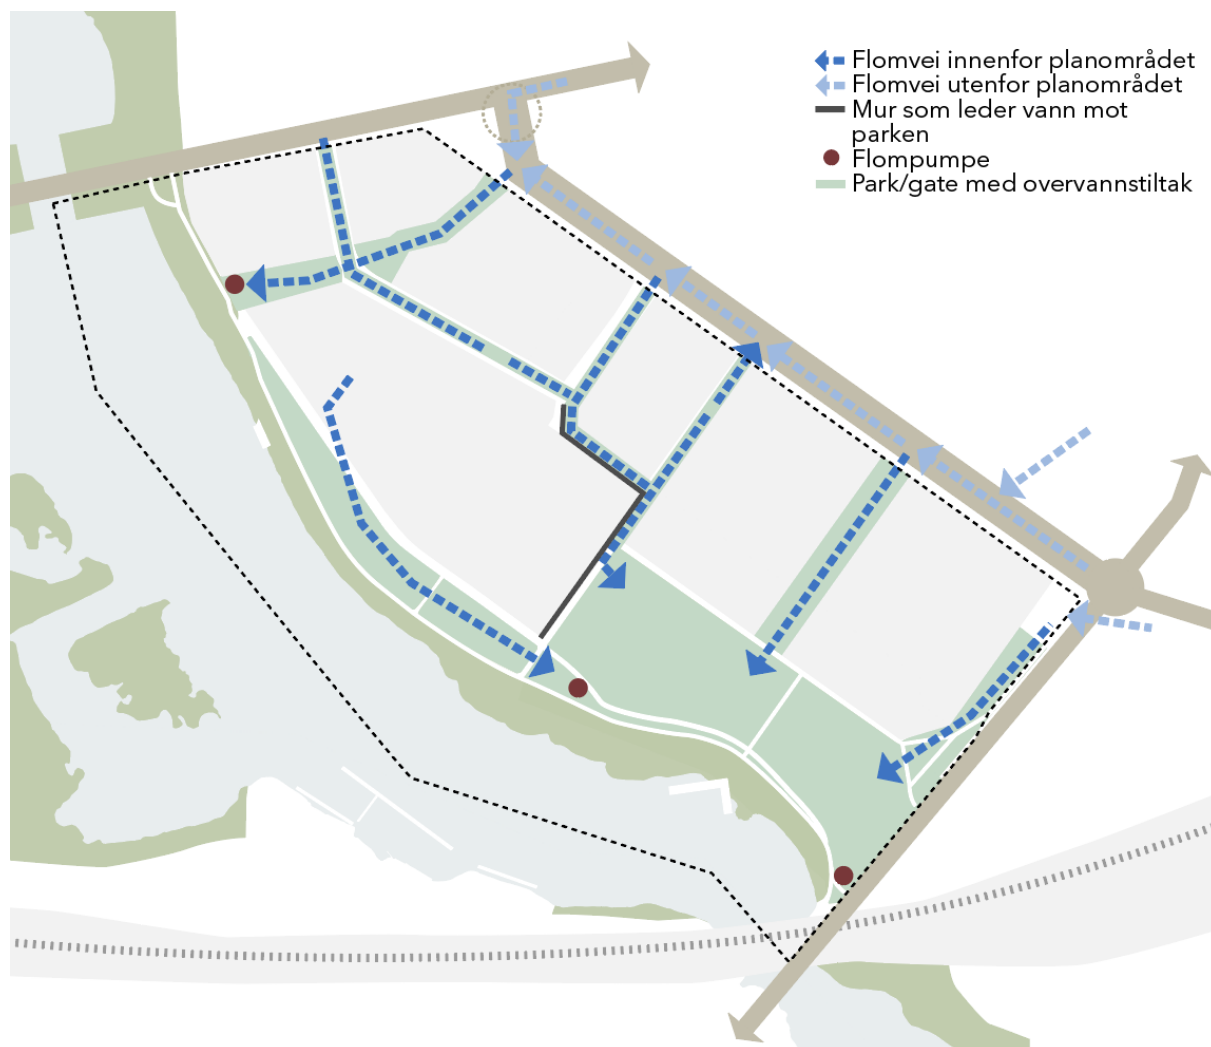 Flomvei innenfor planområdet
Flomvei utenfor planområdet
Mur som leder vann mot
parken
Flompumpe
Park/gate med overvannstiltak